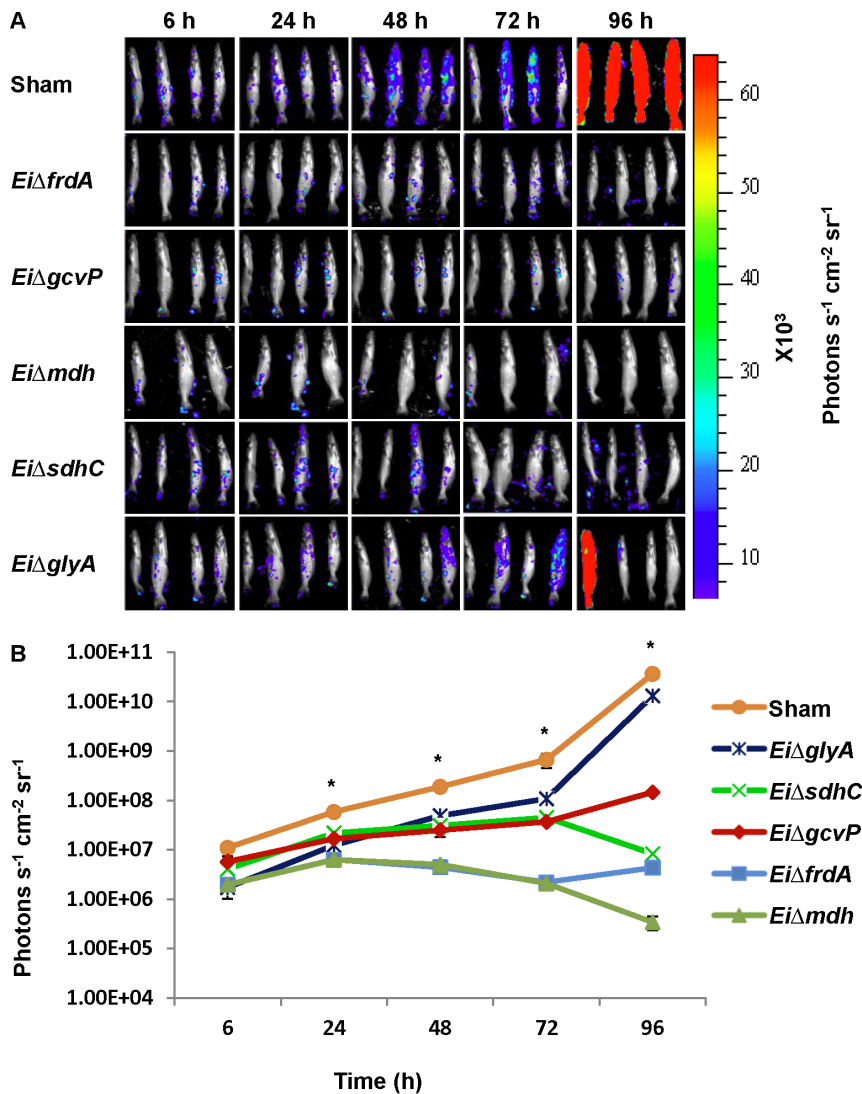 A
6 h 24 h 48 h 72 h 96 h
Sham
EiΔfrdA
EiΔgcvP
EiΔmdh
EiΔsdhC
EiΔglyA
60
50
40
30
20
10
X10³
Photons s⁻¹ cm⁻² sr⁻¹
B
1.00E+11
1.00E+10
1.00E+09
1.00E+08
1.00E+07
1.00E+06
1.00E+05
1.00E+04
Photons s⁻¹ cm⁻² sr⁻¹
* * * *
6 24 48 72 96
Time (h)
Sham
EiΔglyA
EiΔsdhC
EiΔgcvP
EiΔfrdA
EiΔmdh